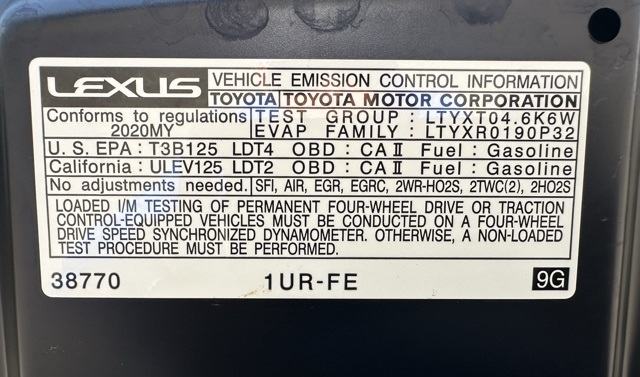 LEXUS VEHICLE EMISSION CONTROL INFORMATION
TOYOTA TOYOTA MOTOR CORPORATION
Conforms to regulations
2020MY
TEST GROUP : LTYXT04.6K6W
EVAP FAMILY: LTYXR0190P32
U.S. EPA : T3B125 LDT4 OBD : CA II Fuel : Gasoline
California : ULEV125 LDT2 OBD : CA II Fuel : Gasoline
No adjustments needed. SFI, AIR, EGR, EGRC, 2WR-HO2S, 2TWC(2), 2HO2S
LOADED I/M TESTING OF PERMANENT FOUR-WHEEL DRIVE OR TRACTION
CONTROL-EQUIPPED VEHICLES MUST BE CONDUCTED ON A FOUR-WHEEL
DRIVE SPEED SYNCHRONIZED DYNAMOMETER. OTHERWISE, A NON-LOADED
TEST PROCEDURE MUST BE PERFORMED.
38770 1UR-FE 9G